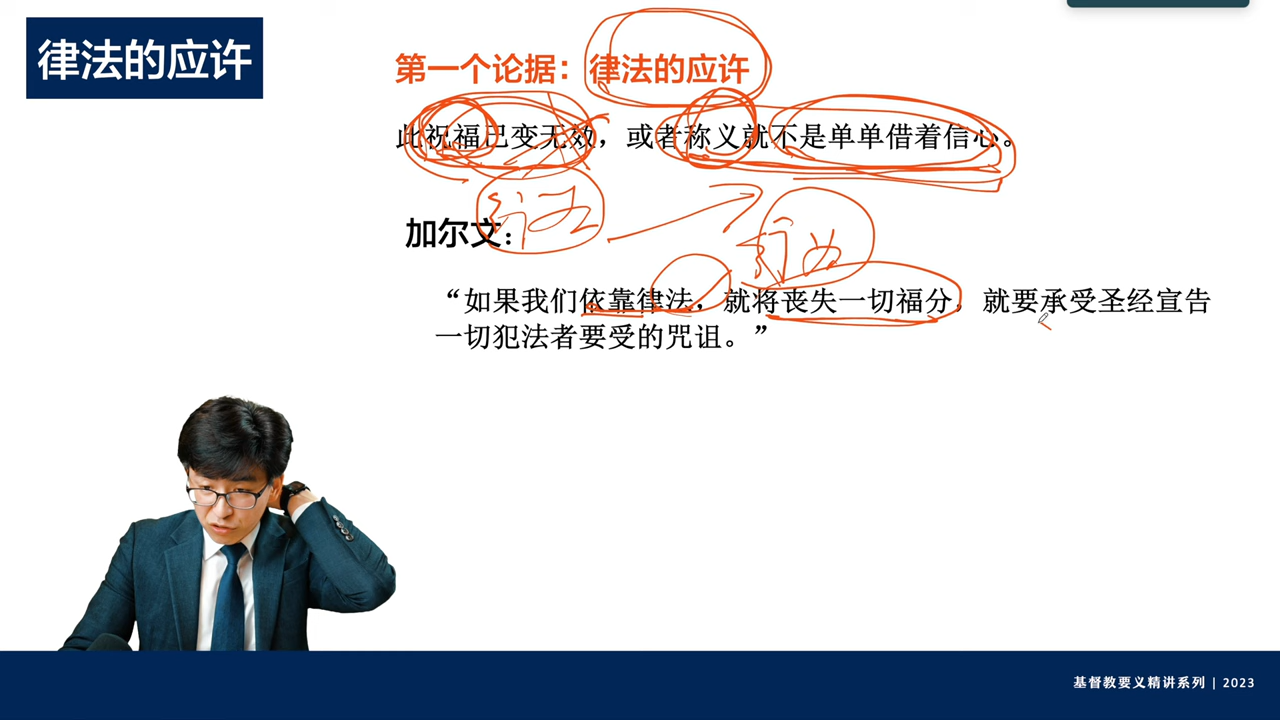 律法的应许
第一个论据：律法的应许
此祝福已变无效，或者称义就不是单单借着信心。
行法
行为
加尔文：
“如果我们依靠律法，就将丧失一切福分，就要承受圣经宣告
一切犯法者要受的咒诅。”
基督教要义精讲系列 | 2023